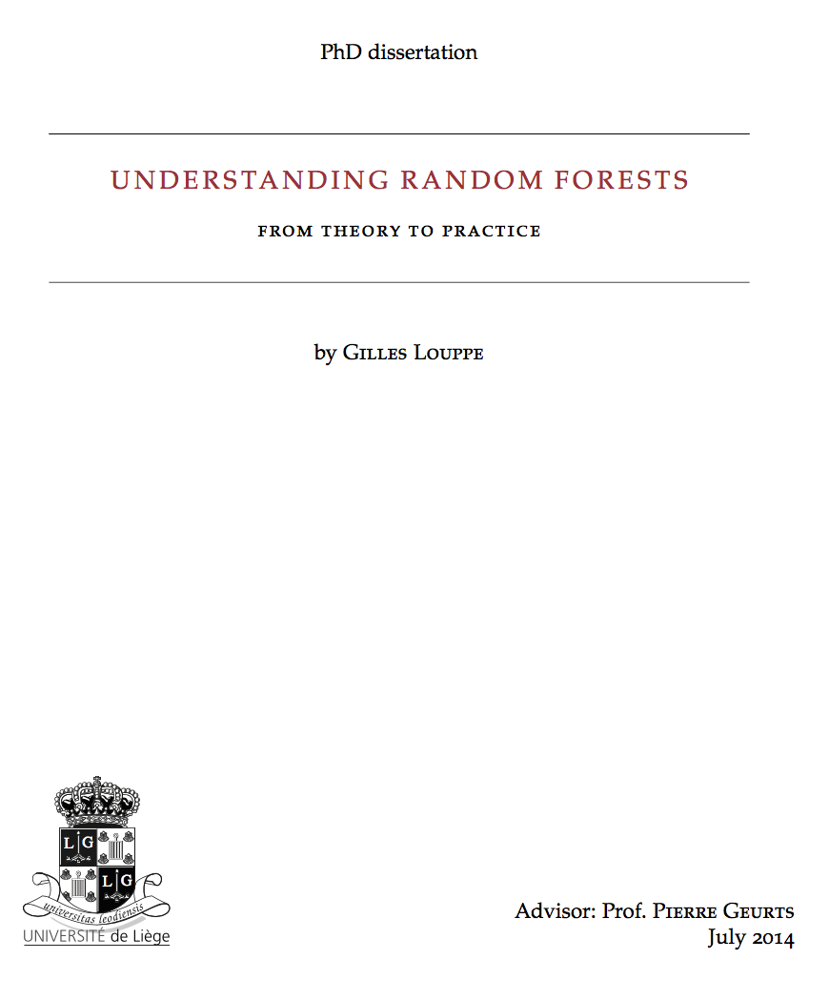 PhD dissertation
UNDERSTANDING RANDOM FORESTS
FROM THEORY TO PRACTICE
by GILLES LOUPPE
L G
L G
universitas leodiensis
UNIVERSITÉ de Liège
Advisor: Prof. PIERRE GEURTS
July 2014